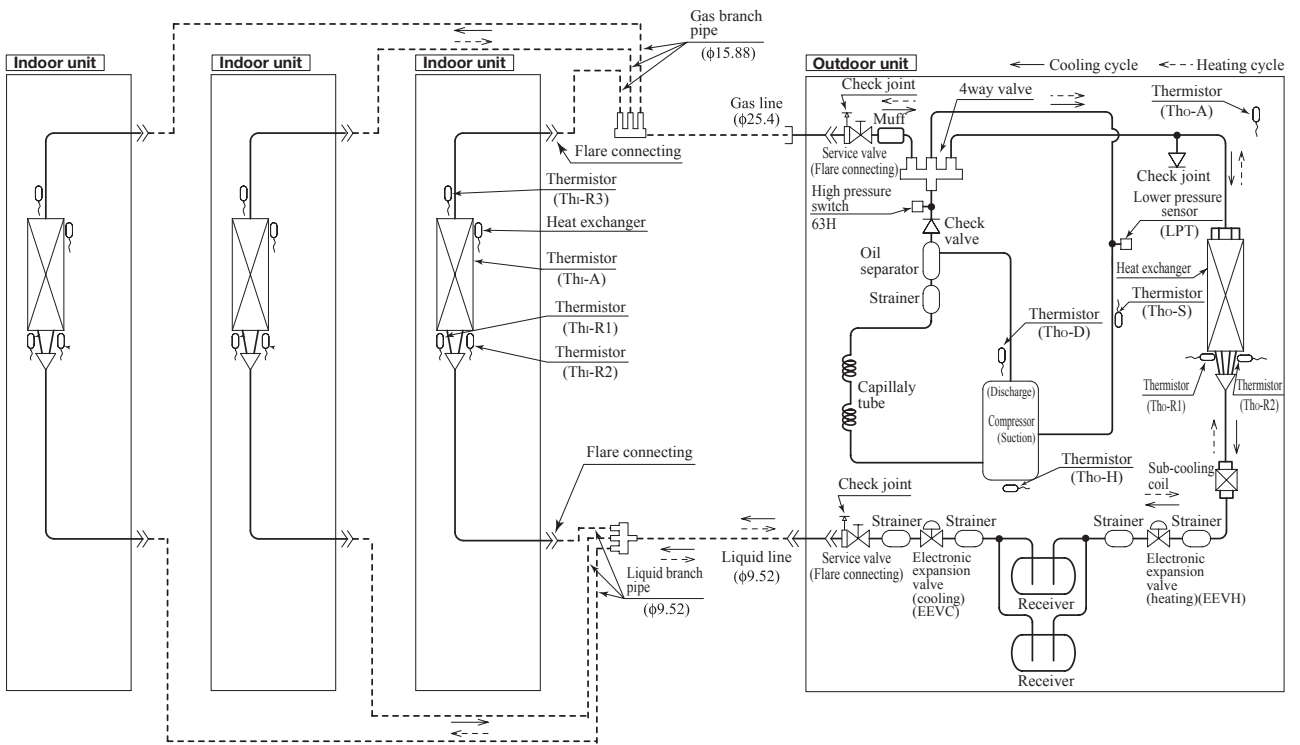 Indoor unit
Indoor unit
Indoor unit
Gas branch
pipe
(ϕ15.88)
Gas line
(ϕ25.4)
Flare connecting
Thermistor
(THI-R3)
Heat exchanger
Thermistor
(THI-A)
Thermistor
(THI-R1)
Thermistor
(THI-R2)
Flare connecting
Liquid branch
pipe
(ϕ9.52)
Liquid line
(ϕ9.52)
Outdoor unit
Cooling cycle
Heating cycle
Check joint
4way valve
Thermistor
(THO-A)
Muff
Service valve
(Flare connecting)
Check joint
High pressure
switch
63H
Check
valve
Lower pressure
sensor
(LPT)
Oil
separator
Heat exchanger
Strainer
Thermistor
(THO-S)
Thermistor
(THO-D)
Capillaly
tube
(Discharge)
Compressor
(Suction)
Thermistor
(THO-R1)
Thermistor
(THO-R2)
Thermistor
(THO-H)
Sub-cooling
coil
Check joint
Strainer
Strainer
Strainer
Strainer
Service valve
(Flare connecting)
Electronic
expansion
valve
(cooling)
(EEVC)
Receiver
Electronic
expansion
valve
(heating)(EEVH)
Receiver